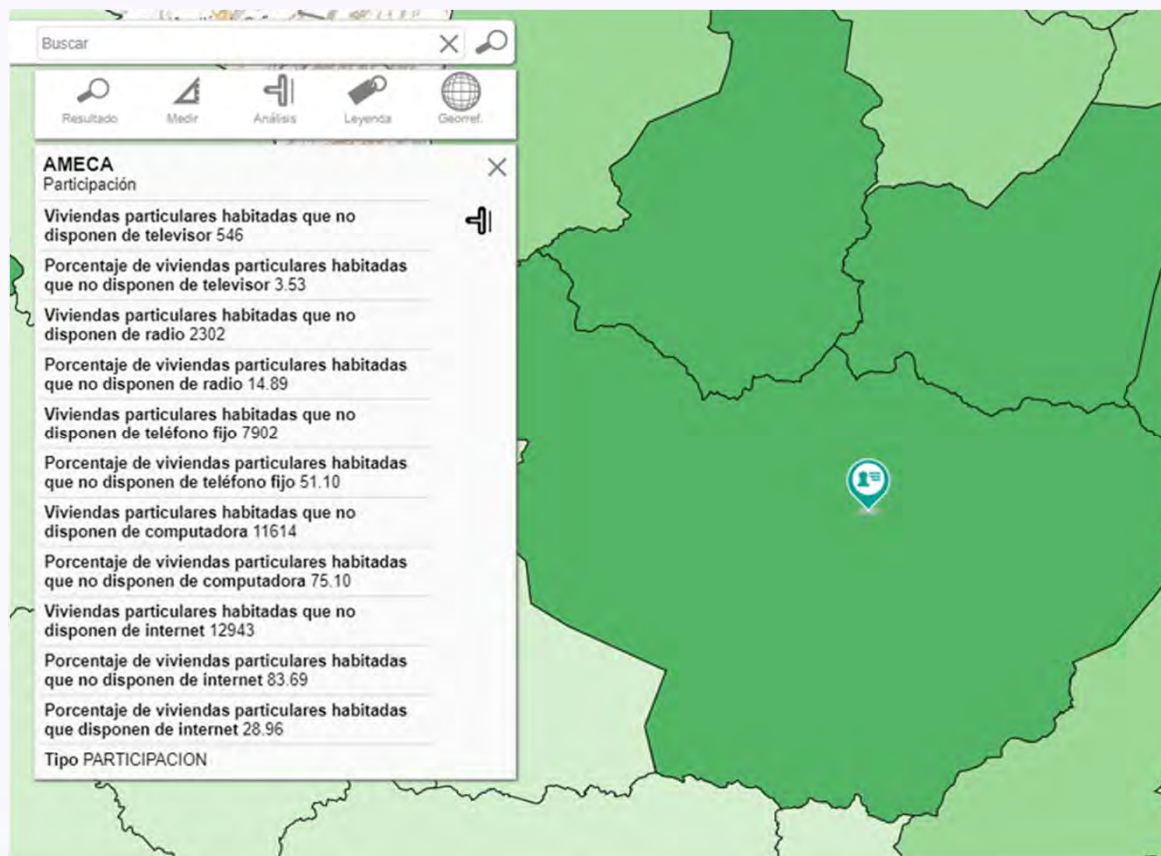 Buscar
Resultado
Medir
Análisis
Leyenda
Georref.
AMECA
Participación
Viviendas particulares habitadas que no
disponen de televisor 546
Porcentaje de viviendas particulares habitadas
que no disponen de televisor 3.53
Viviendas particulares habitadas que no
disponen de radio 2302
Porcentaje de viviendas particulares habitadas
que no disponen de radio 14.89
Viviendas particulares habitadas que no
disponen de teléfono fijo 7902
Porcentaje de viviendas particulares habitadas
que no disponen de teléfono fijo 51.10
Viviendas particulares habitadas que no
disponen de computadora 11614
Porcentaje de viviendas particulares habitadas
que no disponen de computadora 75.10
Viviendas particulares habitadas que no
disponen de internet 12943
Porcentaje de viviendas particulares habitadas
que no disponen de internet 83.69
Porcentaje de viviendas particulares habitadas
que disponen de internet 28.96
Tipo PARTICIPACION